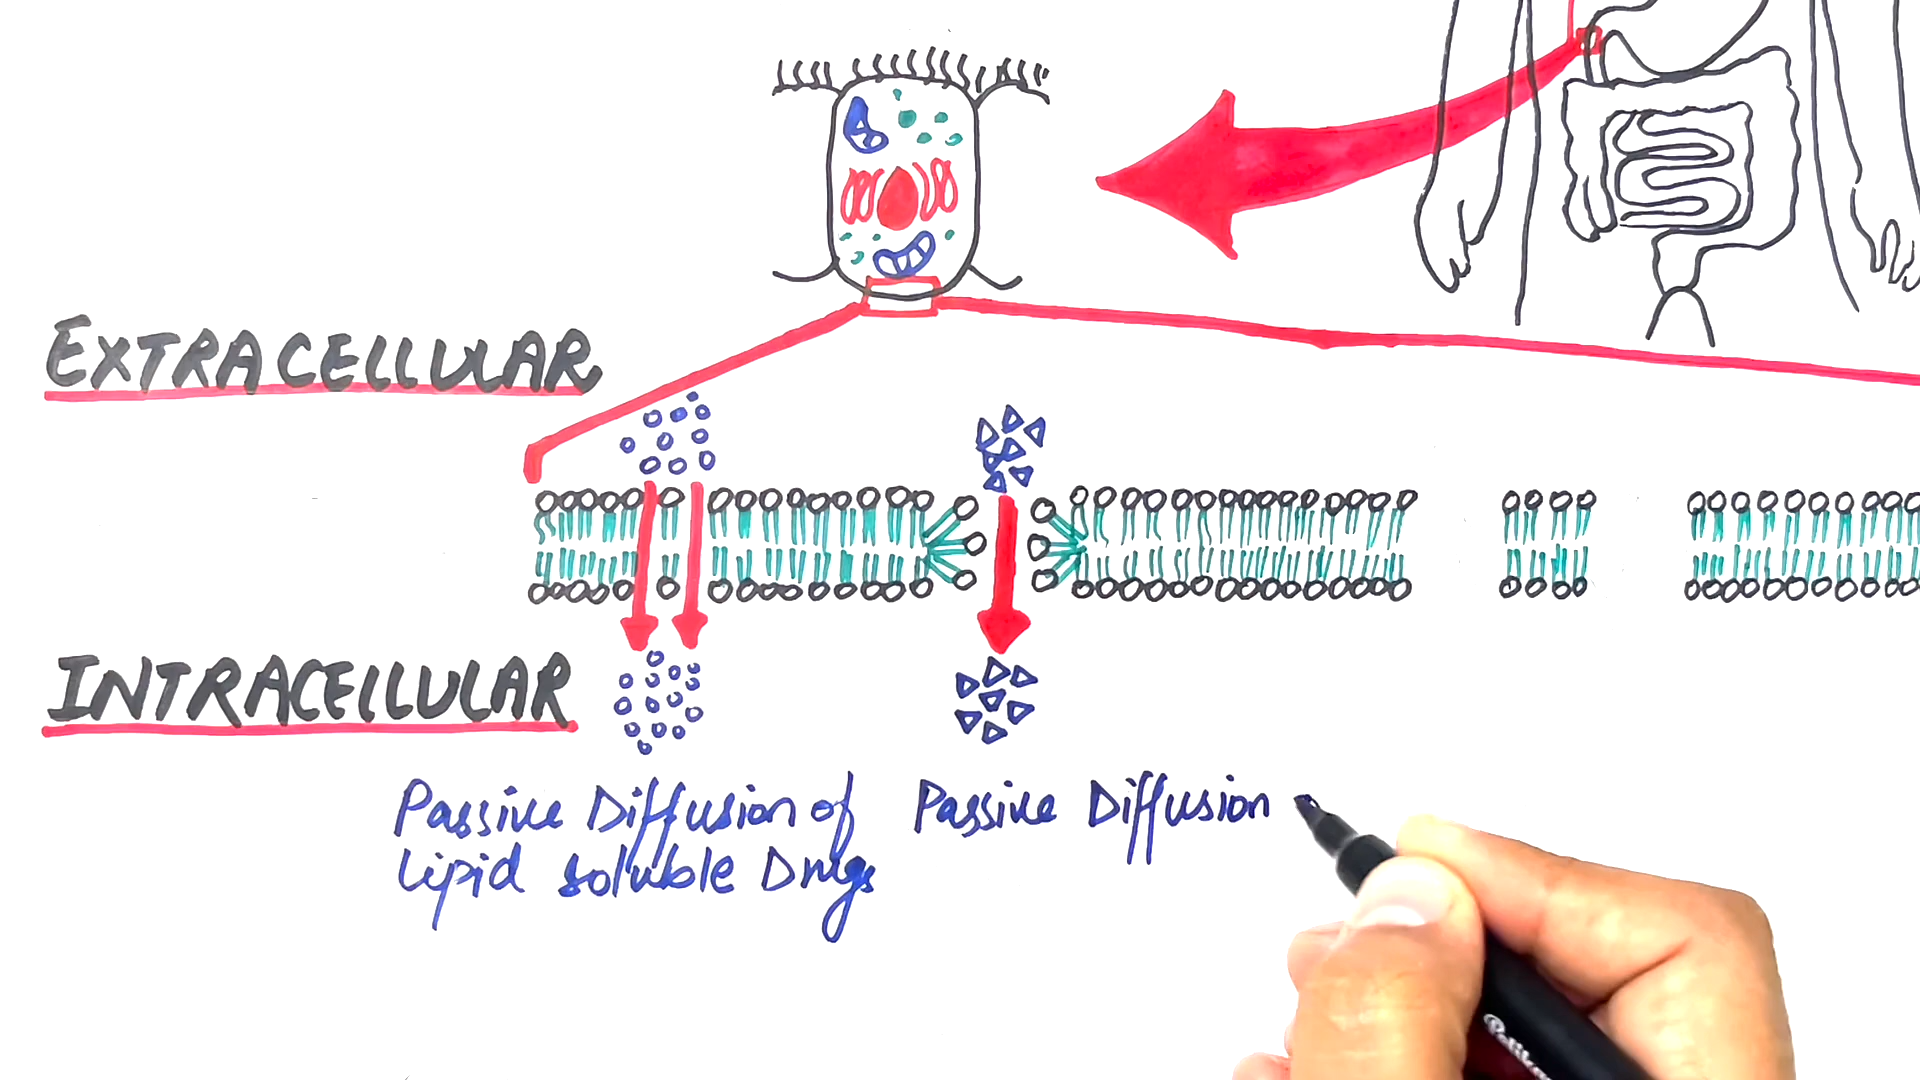 EXTRACELLULAR
INTRACELLULAR
Passive Diffusion of
Lipid soluble Drugs
Passive Diffusion